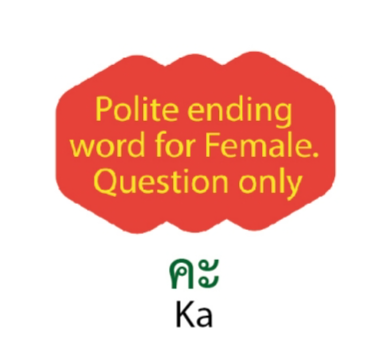 Polite ending
word for Female.
Question only
คะ
Ka